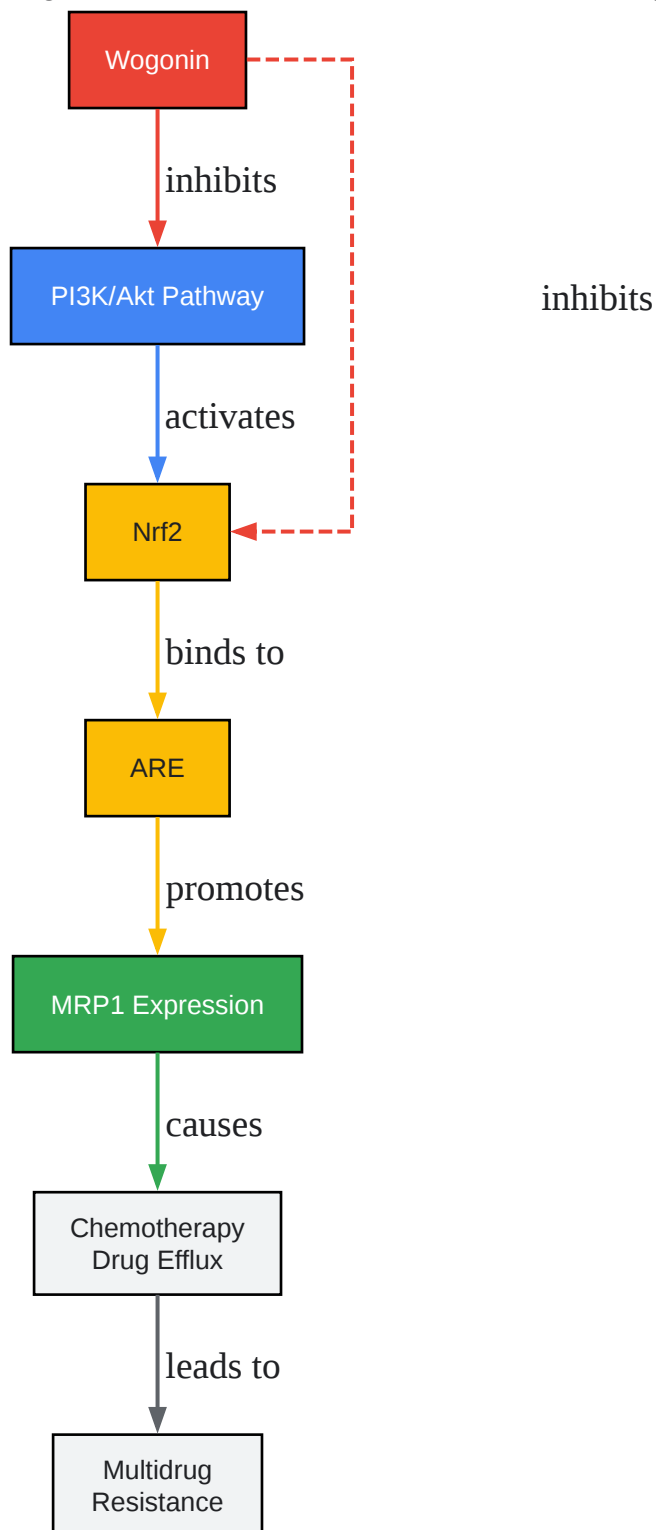 Wogonin
inhibits
PI3K/Akt Pathway
inhibits
activates
Nrf2
binds to
ARE
promotes
MRP1 Expression
causes
Chemotherapy
Drug Efflux
leads to
Multidrug
Resistance